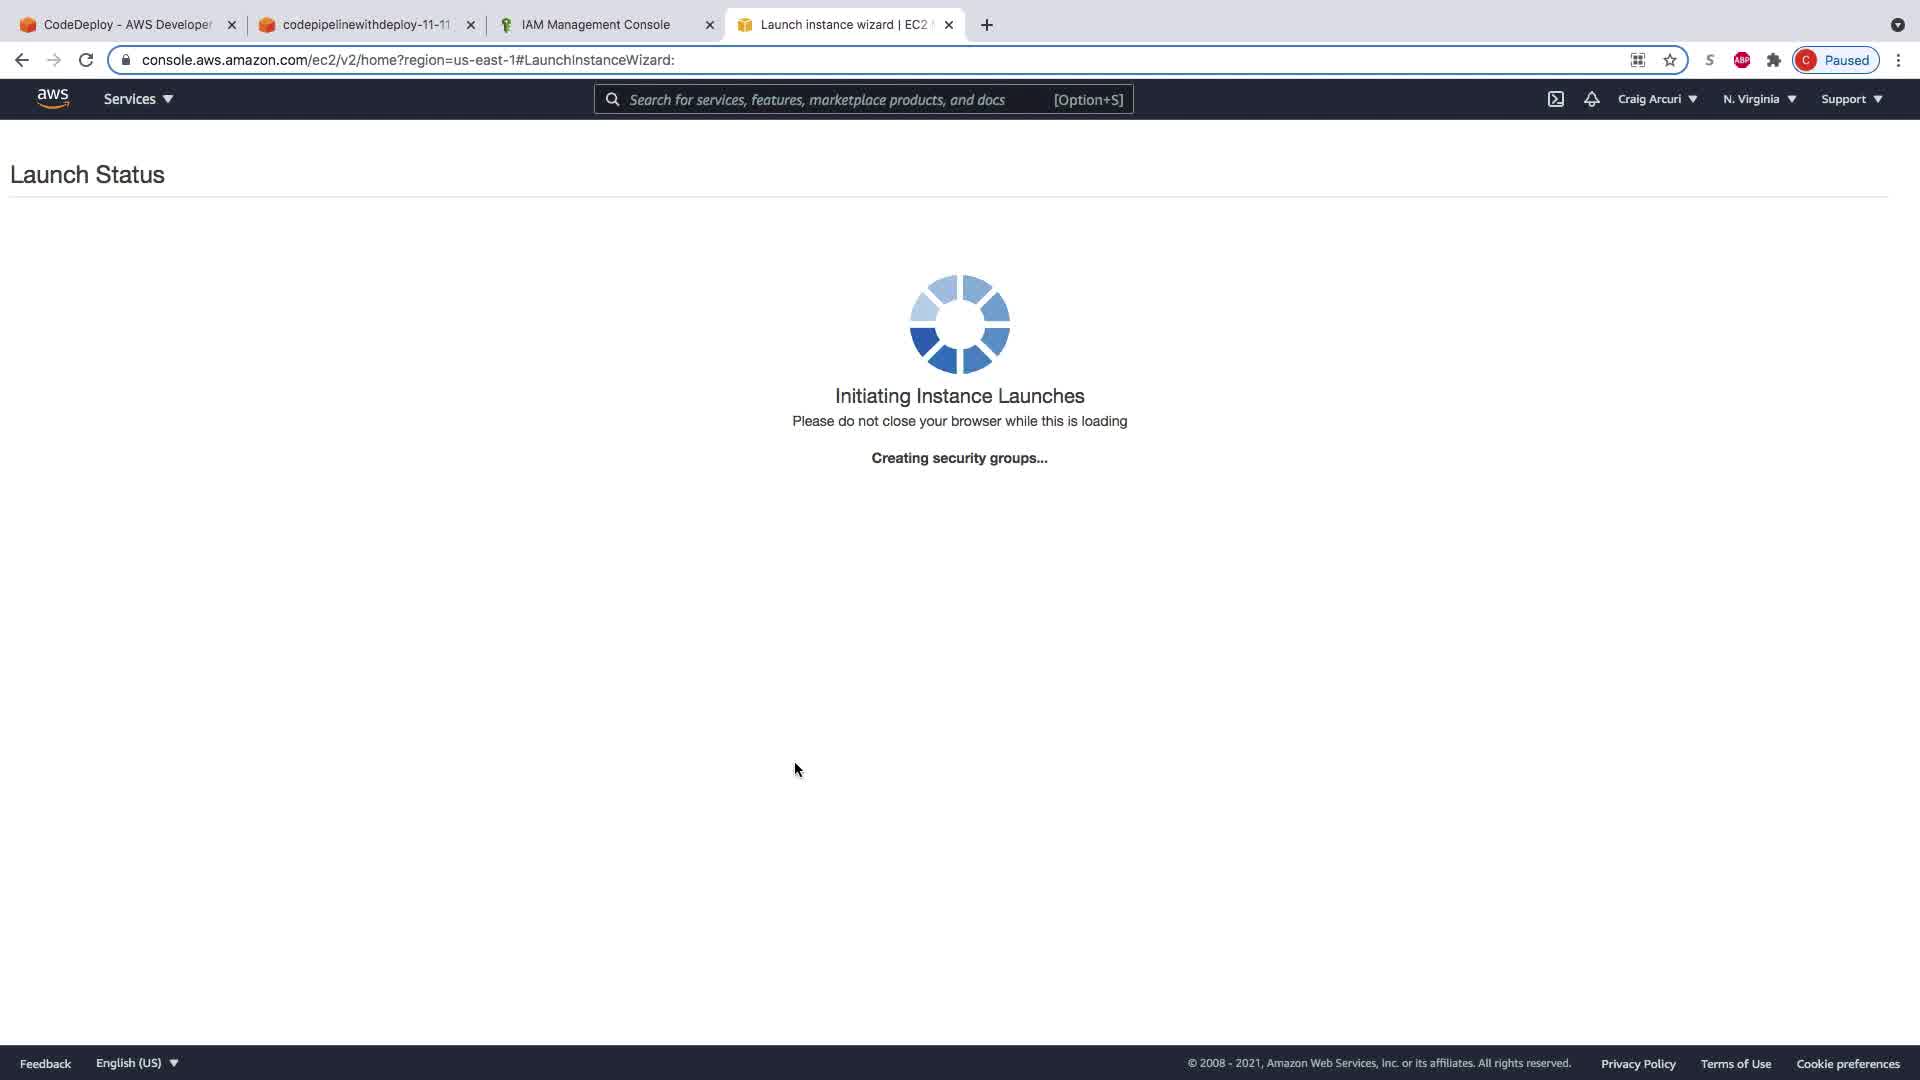 CodeDeploy - AWS Developer
codepipelinewithdeploy-11-11
IAM Management Console
Launch instance wizard | EC2
console.aws.amazon.com/ec2/v2/home?region=us-east-1#LaunchInstanceWizard:
S
ABP
C
Paused
aws
Services
Search for services, features, marketplace products, and docs
[Option+S]
Craig Arcuri
N. Virginia
Support
Launch Status
Initiating Instance Launches
Please do not close your browser while this is loading
Creating security groups...
Feedback
English (US)
© 2008 - 2021, Amazon Web Services, Inc. or its affiliates. All rights reserved.
Privacy Policy
Terms of Use
Cookie preferences